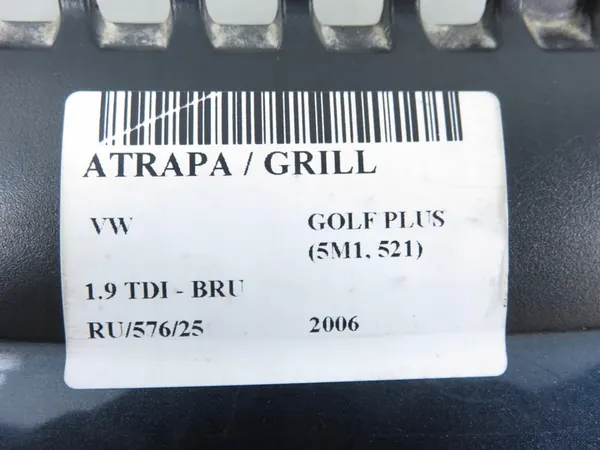 ATRAPA / GRILL
VW
GOLF PLUS
(5M1, 521)
1.9 TDI - BRU
RU/576/25
2006